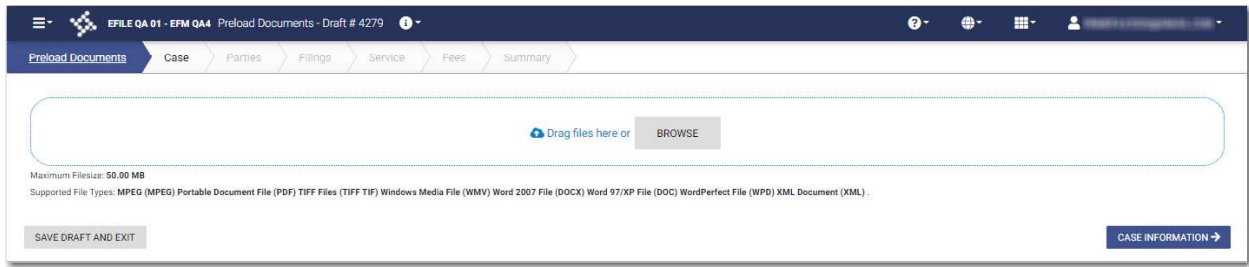 EFILE QA 01 - EFM QA4 Preload Documents - Draft # 4279
Preload Documents Case Parties Filings Service Fees Summary
Drag files here or BROWSE
Maximum Filesize: 50.00 MB
Supported File Types: MPEG (MPEG) Portable Document File (PDF) TIFF Files (TIFF TIF) Windows Media File (WMV) Word 2007 File (DOCX) Word 97/XP File (DOC) WordPerfect File (WPD) XML Document (XML) .
SAVE DRAFT AND EXIT CASE INFORMATION